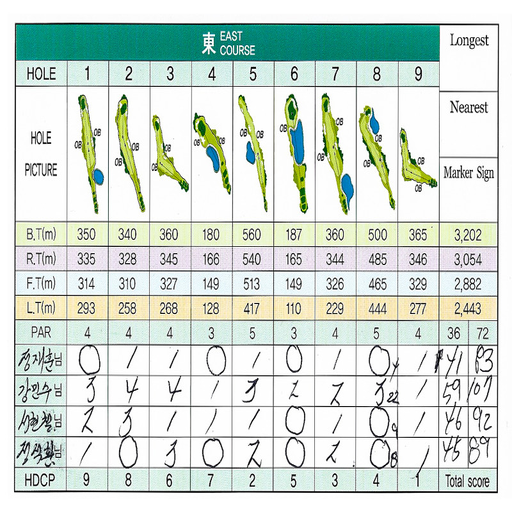 東 EAST COURSE Longest
HOLE 1 2 3 4 5 6 7 8 9
Nearest
HOLE PICTURE OB OB OB OB OB OB OB OB OB OB OB OB OB
Marker Sign
B.T(m) 350 340 360 180 560 187 360 500 365 3,202
R.T(m) 335 328 345 166 540 165 344 485 346 3,054
F.T(m) 314 310 327 149 513 149 326 465 329 2,882
L.T(m) 293 258 268 128 417 110 229 444 277 2,443
PAR 4 4 4 3 5 3 4 5 4 36 72
정재훈님 0 1 1 0 1 0 1 0 4 1 41 83
강민수님 3 4 4 1 3 2 2 3 22 1 59 107
님 2 3 1 1 1 0 1 0 9 1 46 92
님 1 0 3 0 2 0 2 0 8 1 45 89
HDCP 9 8 6 7 2 5 3 4 1 Total score